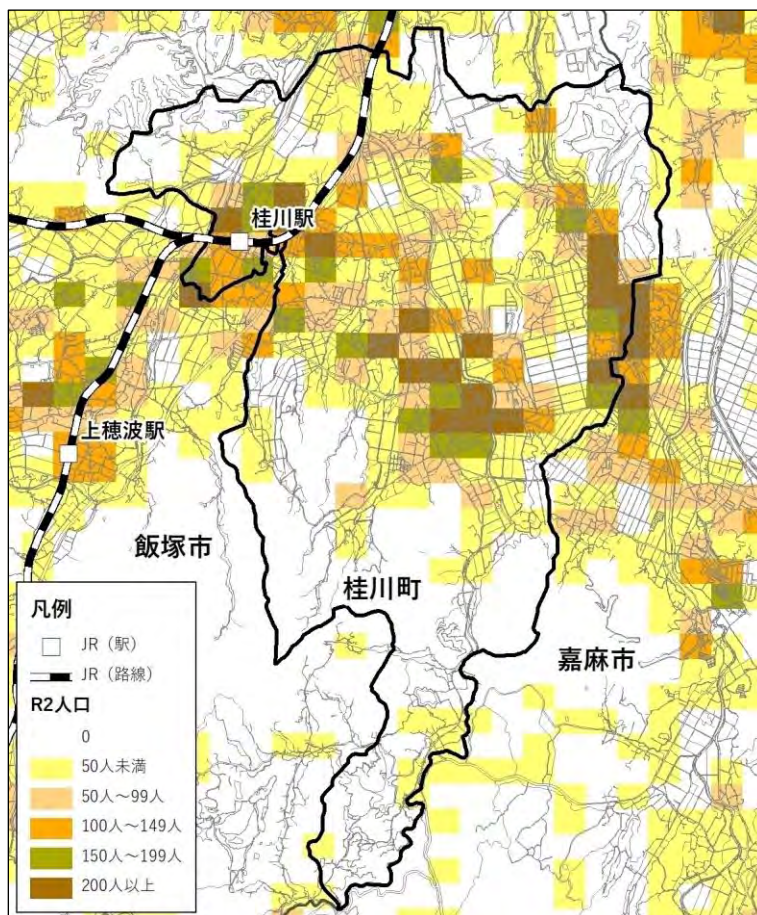 桂川駅
上穂波駅
飯塚市
桂川町
嘉麻市
凡例
JR（駅）
JR（路線）
R2人口
0
50人未満
50人～99人
100人～149人
150人～199人
200人以上